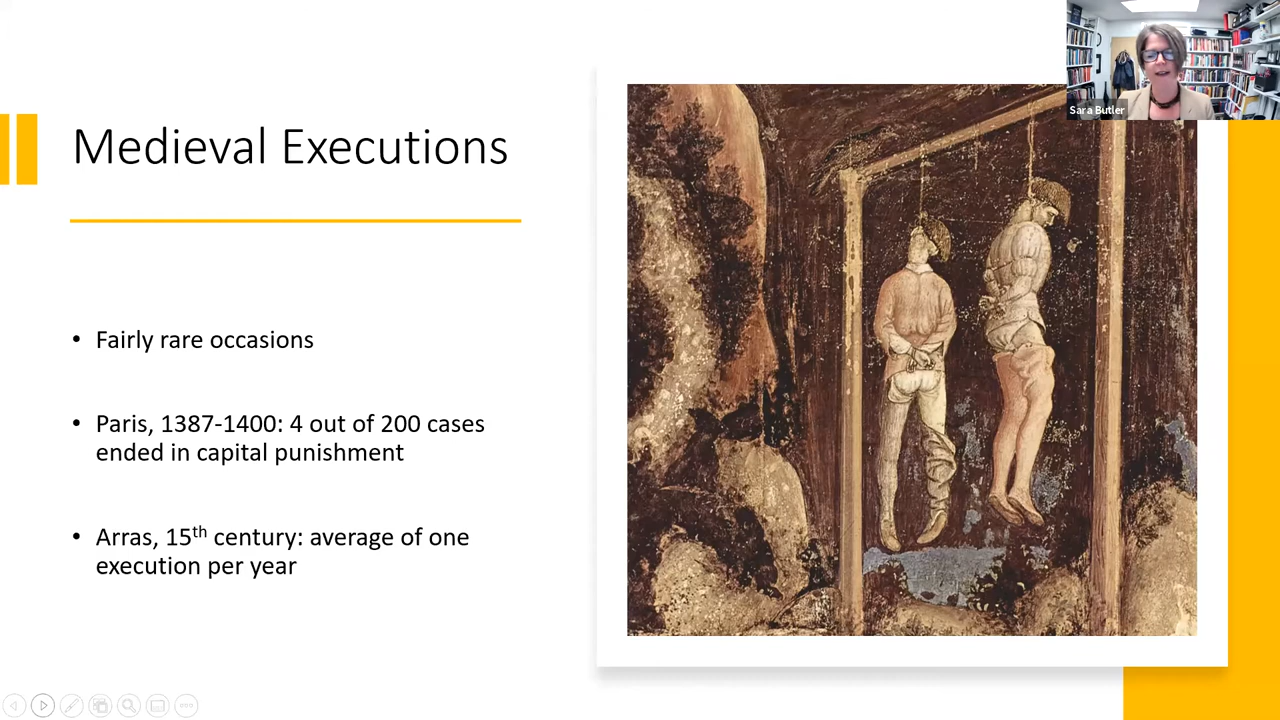 Sara Butler
Medieval Executions
• Fairly rare occasions
• Paris, 1387-1400: 4 out of 200 cases
ended in capital punishment
• Arras, 15th century: average of one
execution per year